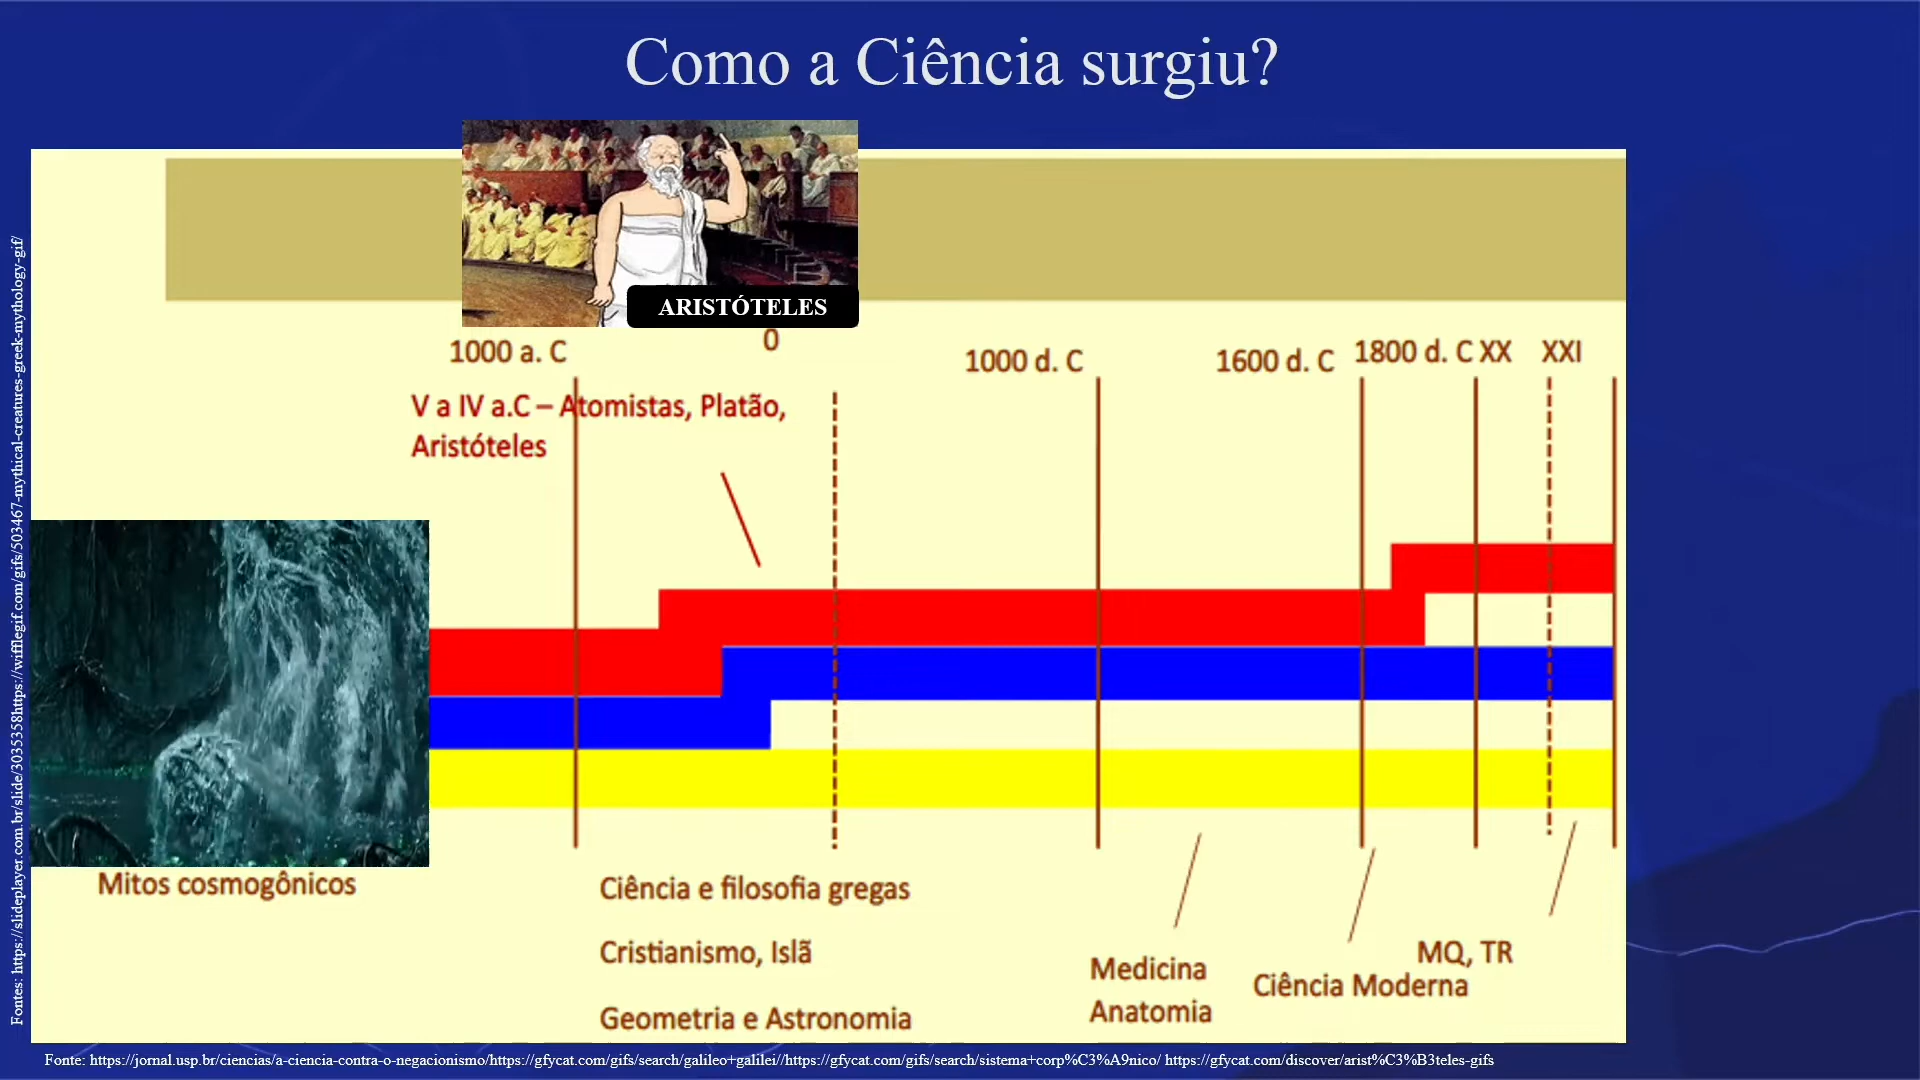 Como a Ciência surgiu?
ARISTÓTELES
1000 a. C
0
1000 d. C
1600 d. C
1800 d. C
XX
XXI
V a IV a.C – Atomistas, Platão,
Aristóteles
Mitos cosmogônicos
Ciência e filosofia gregas
Cristianismo, Islã
Geometria e Astronomia
Medicina
Anatomia
Ciência Moderna
MQ, TR
Fontes: https://slideplayer.com.br/slide/3035358https://wifflegif.com/gifs/503467-mythical-creatures-greek-mythology-gif/
Fonte: https://jornal.usp.br/ciencias/a-ciencia-contra-o-negacionismo/https://gfycat.com/gifs/search/galileo+galilei//https://gfycat.com/gifs/search/sistema+corp%C3%A9nico/ https://gfycat.com/discover/arist%C3%B3teles-gifs